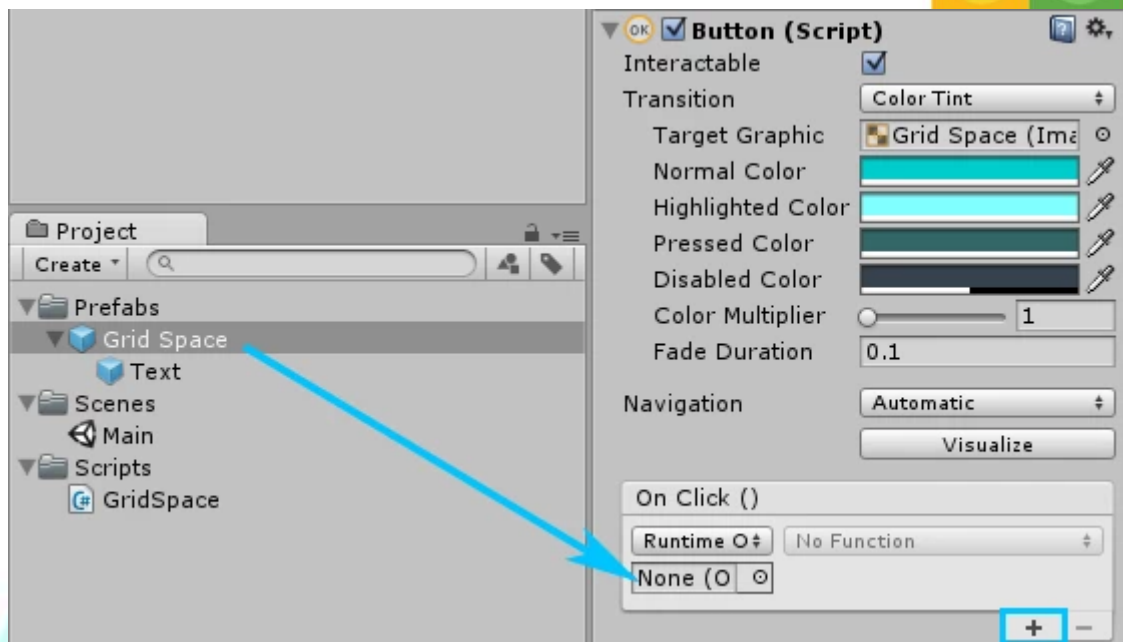 Project
Create
Prefabs
Grid Space
Text
Scenes
Main
Scripts
GridSpace
OK Button (Script)
Interactable
Transition Color Tint
Target Graphic Grid Space (Ima
Normal Color
Highlighted Color
Pressed Color
Disabled Color
Color Multiplier 1
Fade Duration 0.1
Navigation Automatic
Visualize
On Click ()
Runtime O No Function
None (O
+ −